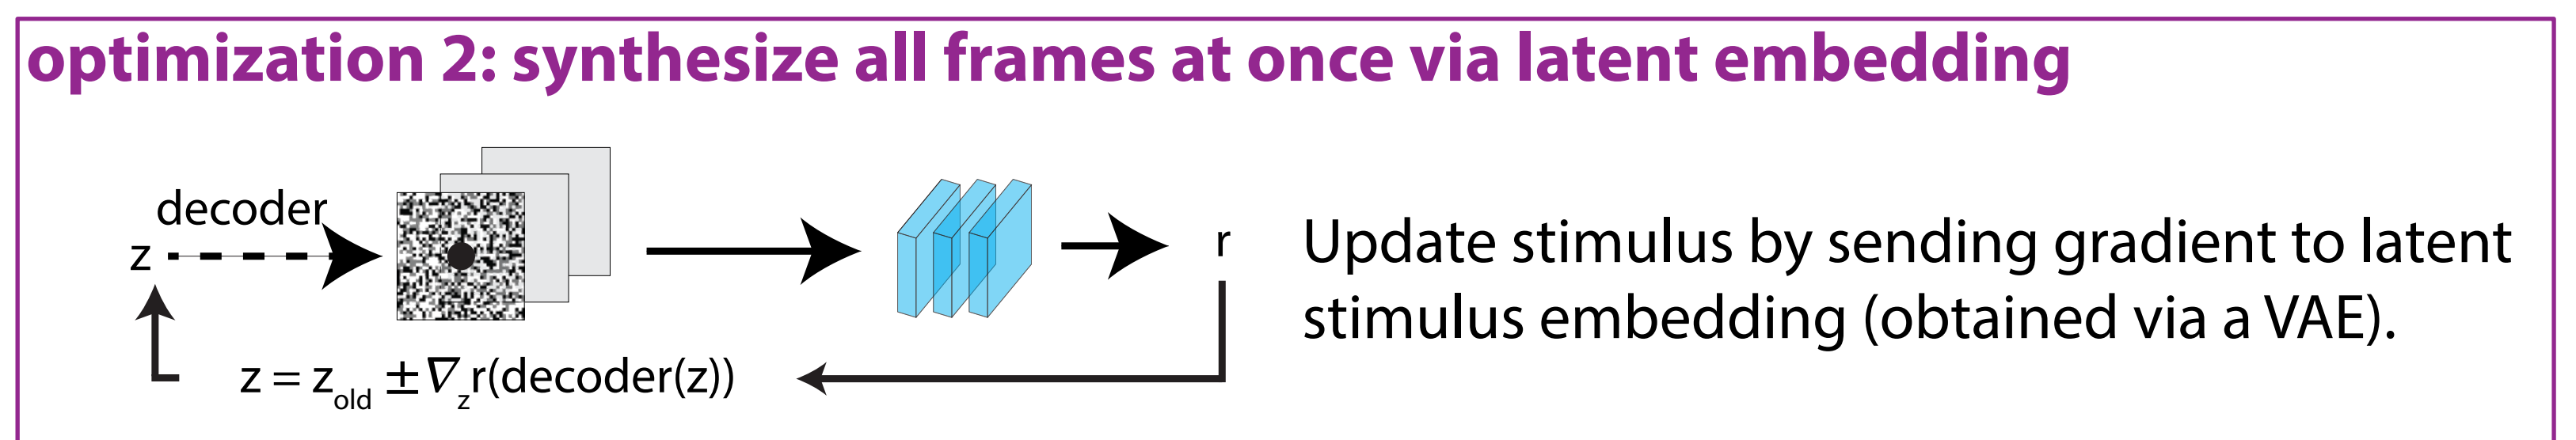 optimization 2: synthesize all frames at once via latent embedding
decoder
z
r
Update stimulus by sending gradient to latent
stimulus embedding (obtained via a VAE).
z = z_old ± ∇_z r(decoder(z))